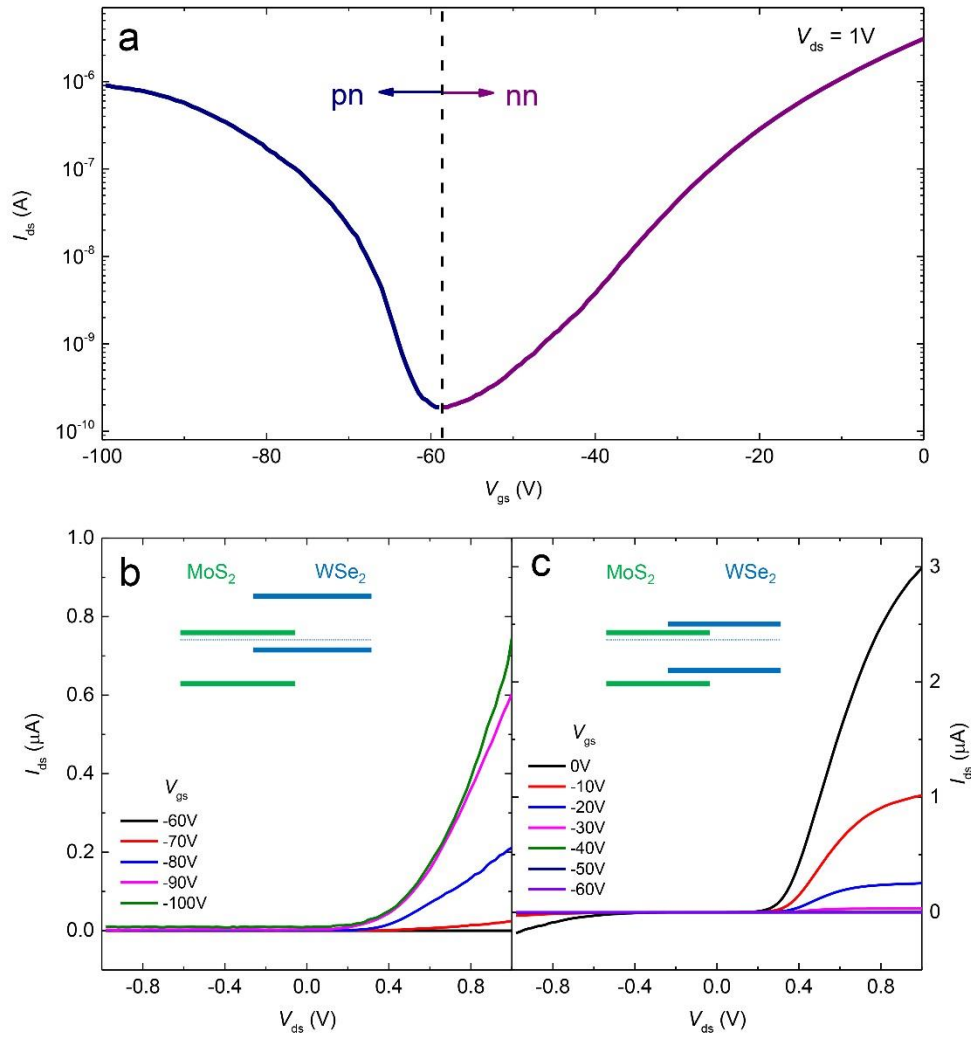 a
V_ds = 1V
pn
nn
10^-6
10^-7
10^-8
10^-9
10^-10
I_ds (A)
-100
-80
-60
-40
-20
0
V_gs (V)
b
MoS₂
WSe₂
1.0
0.8
0.6
0.4
0.2
0.0
I_ds (μA)
V_gs
-60V
-70V
-80V
-90V
-100V
-0.8
-0.4
0.0
0.4
0.8
V_ds (V)
c
MoS₂
WSe₂
V_gs
0V
-10V
-20V
-30V
-40V
-50V
-60V
3
2
1
0
I_ds (μA)
-0.8
-0.4
0.0
0.4
0.8
V_ds (V)